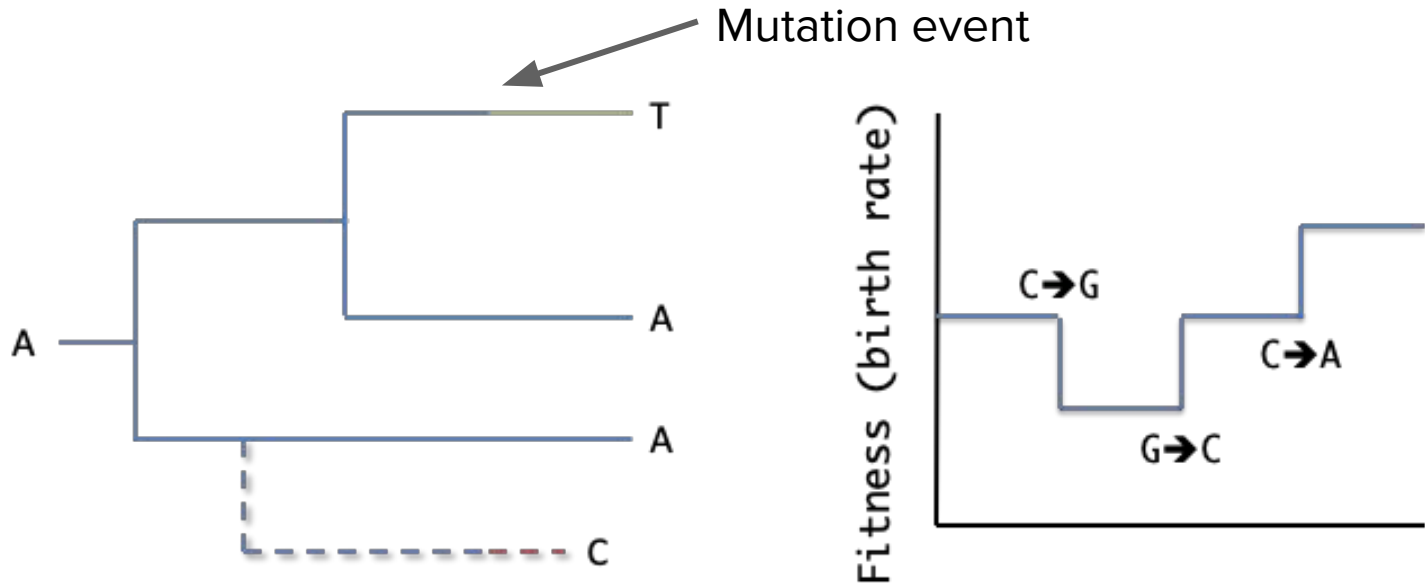 Mutation event
T
A
A
A
C
Fitness (birth rate)
C➔G
G➔C
C➔A